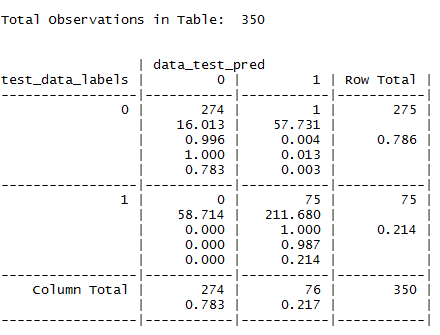 Total Observations in Table:  350
             | data_test_pred
test_data_labels |         0 |         1 | Row Total |
-----------------|-----------|-----------|-----------|
               0 |       274 |         1 |       275 |
                 |    16.013 |    57.731 |           |
                 |     0.996 |     0.004 |     0.786 |
                 |     1.000 |     0.013 |           |
                 |     0.783 |     0.003 |           |
-----------------|-----------|-----------|-----------|
               1 |         0 |        75 |        75 |
                 |    58.714 |   211.680 |           |
                 |     0.000 |     1.000 |     0.214 |
                 |     0.000 |     0.987 |           |
                 |     0.000 |     0.214 |           |
-----------------|-----------|-----------|-----------|
    Column Total |       274 |        76 |       350 |
                 |     0.783 |     0.217 |           |
-----------------|-----------|-----------|-----------|